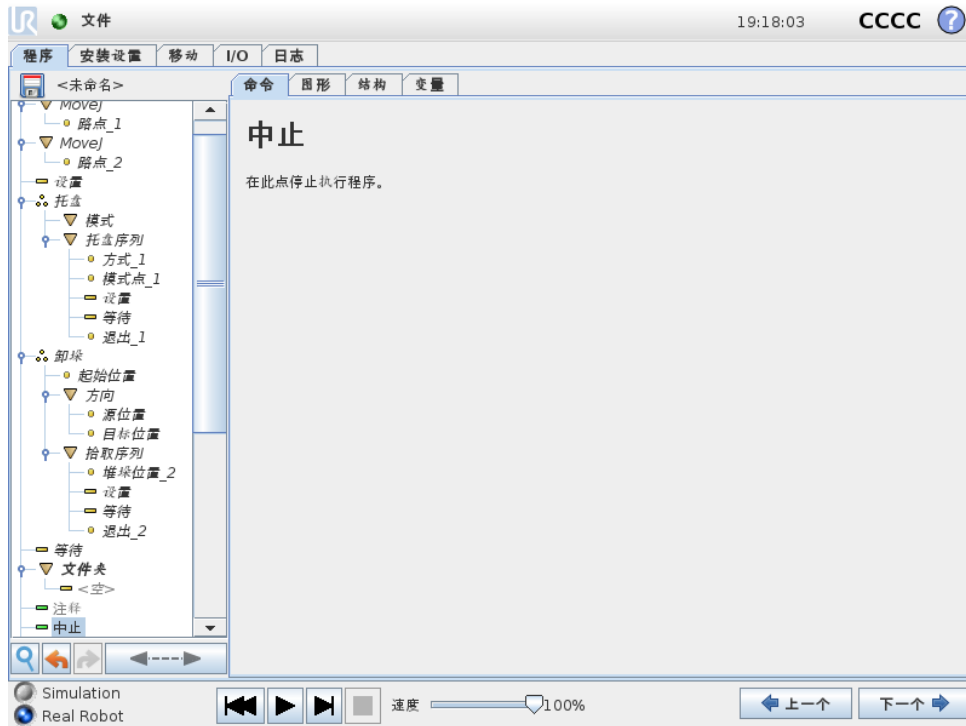 UR 文件 19:18:03 CCCC ?
程序 安装设置 移动 I/O 日志
<未命名> 命令 图形 结构 变量
MoveJ
路点_1
MoveJ
路点_2
设置
托盘
模式
托盘序列
方式_1
模式点_1
设置
等待
退出_1
卸垛
起始位置
方向
源位置
目标位置
拾取序列
堆垛位置_2
设置
等待
退出_2
等待
文件夹
<空>
注释
中止
中止
在此点停止执行程序。
Simulation
Real Robot
速度 100%
上一个 下一个